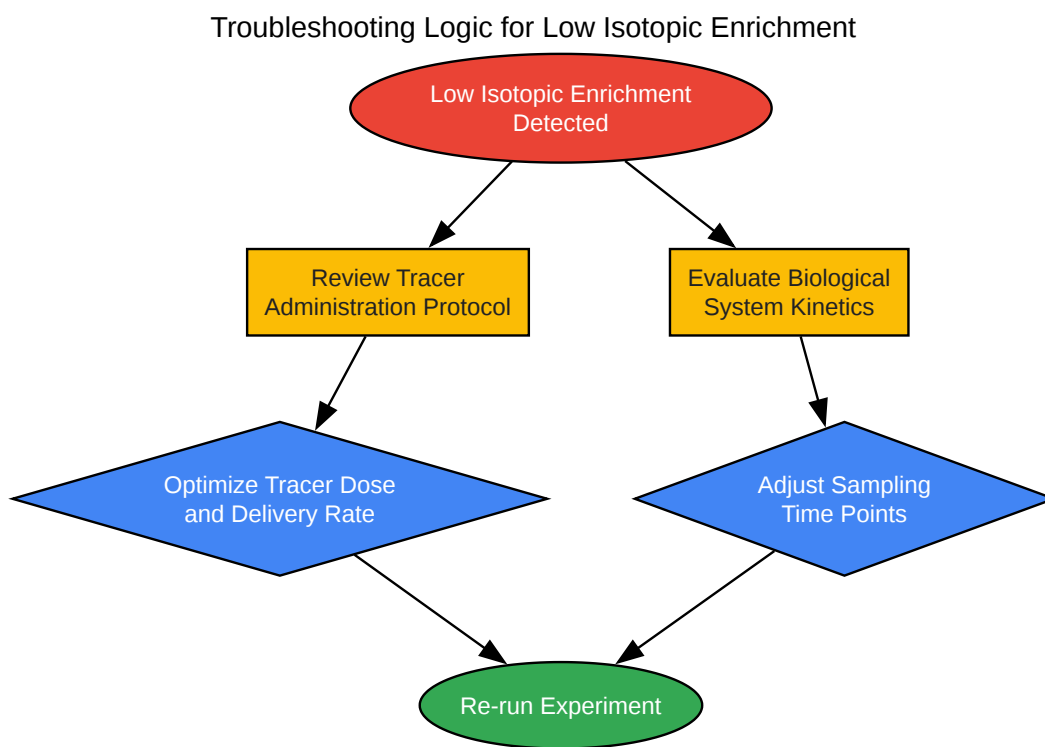 Troubleshooting Logic for Low Isotopic Enrichment
Low Isotopic Enrichment
Detected
Review Tracer
Administration Protocol
Evaluate Biological
System Kinetics
Optimize Tracer Dose
and Delivery Rate
Adjust Sampling
Time Points
Re-run Experiment